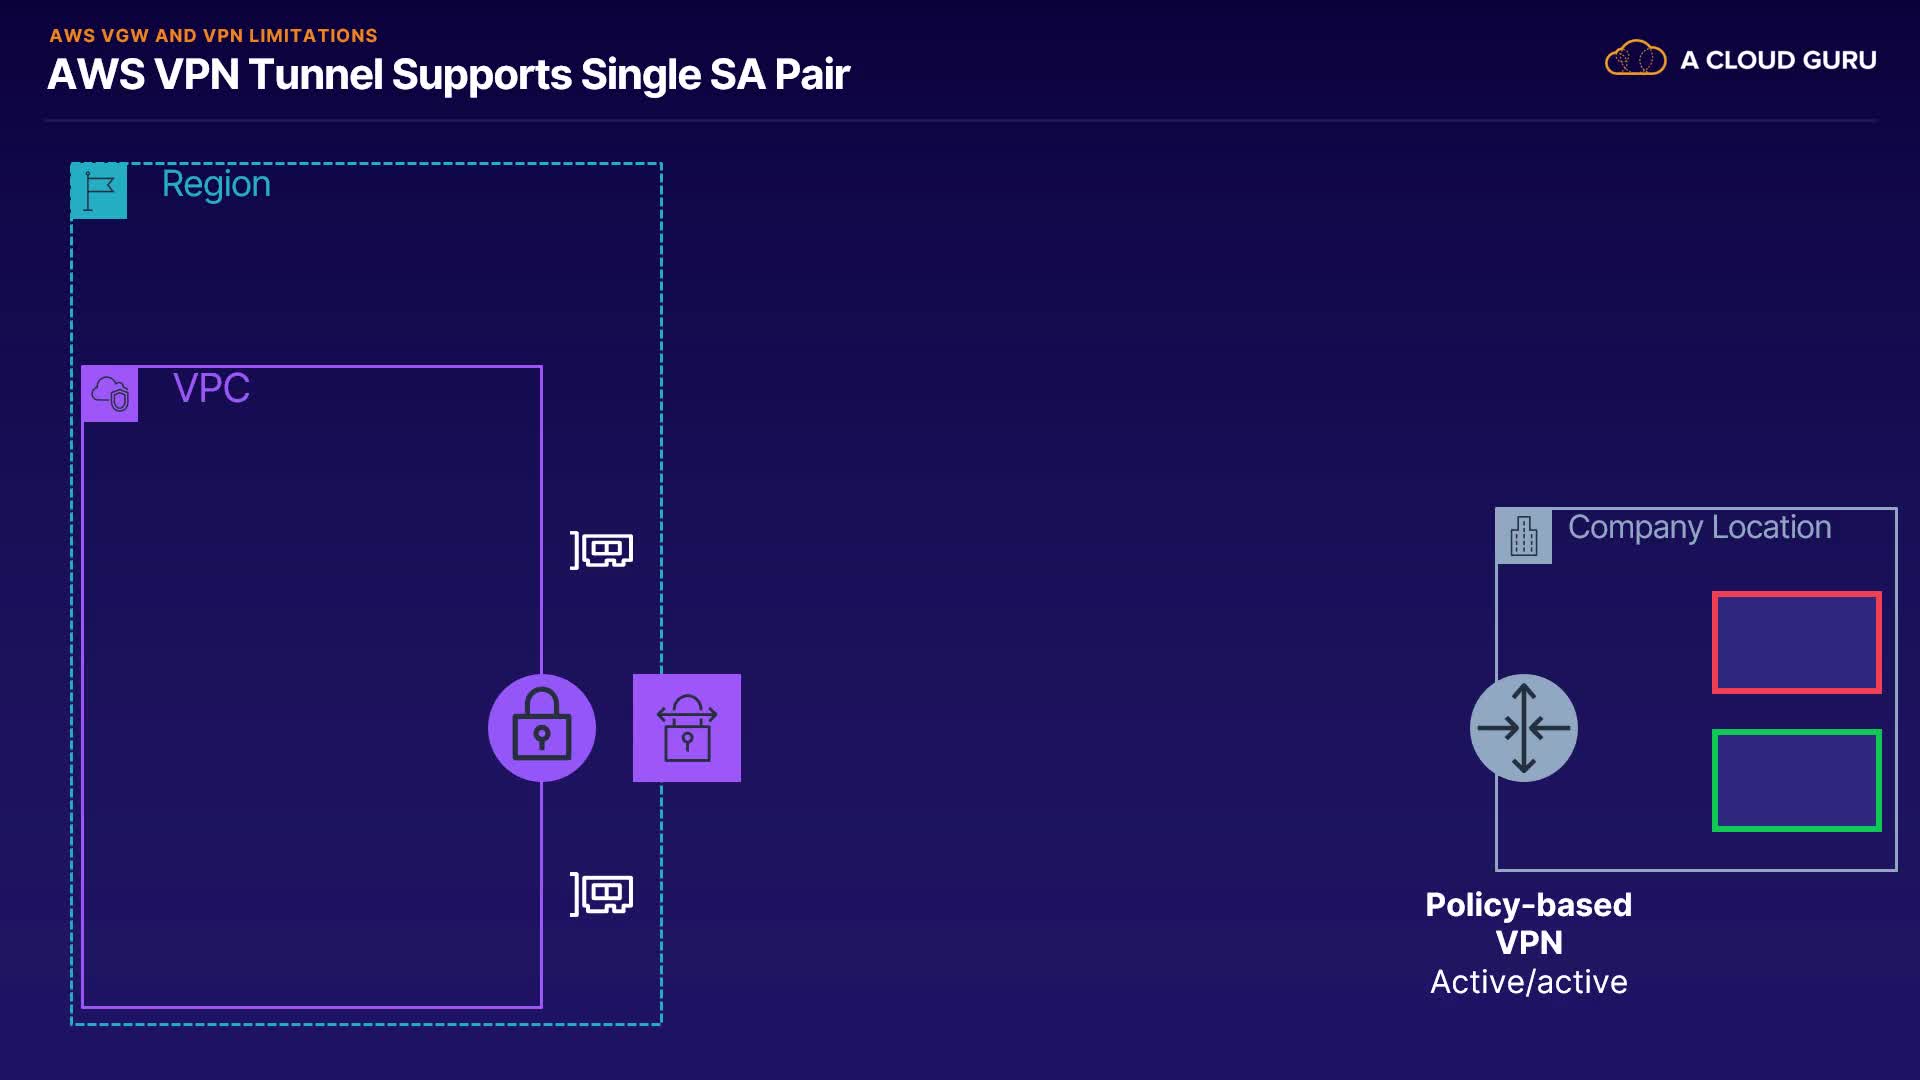 AWS VGW AND VPN LIMITATIONS
AWS VPN Tunnel Supports Single SA Pair
A CLOUD GURU
Region
VPC
Company Location
Policy-based
VPN
Active/active